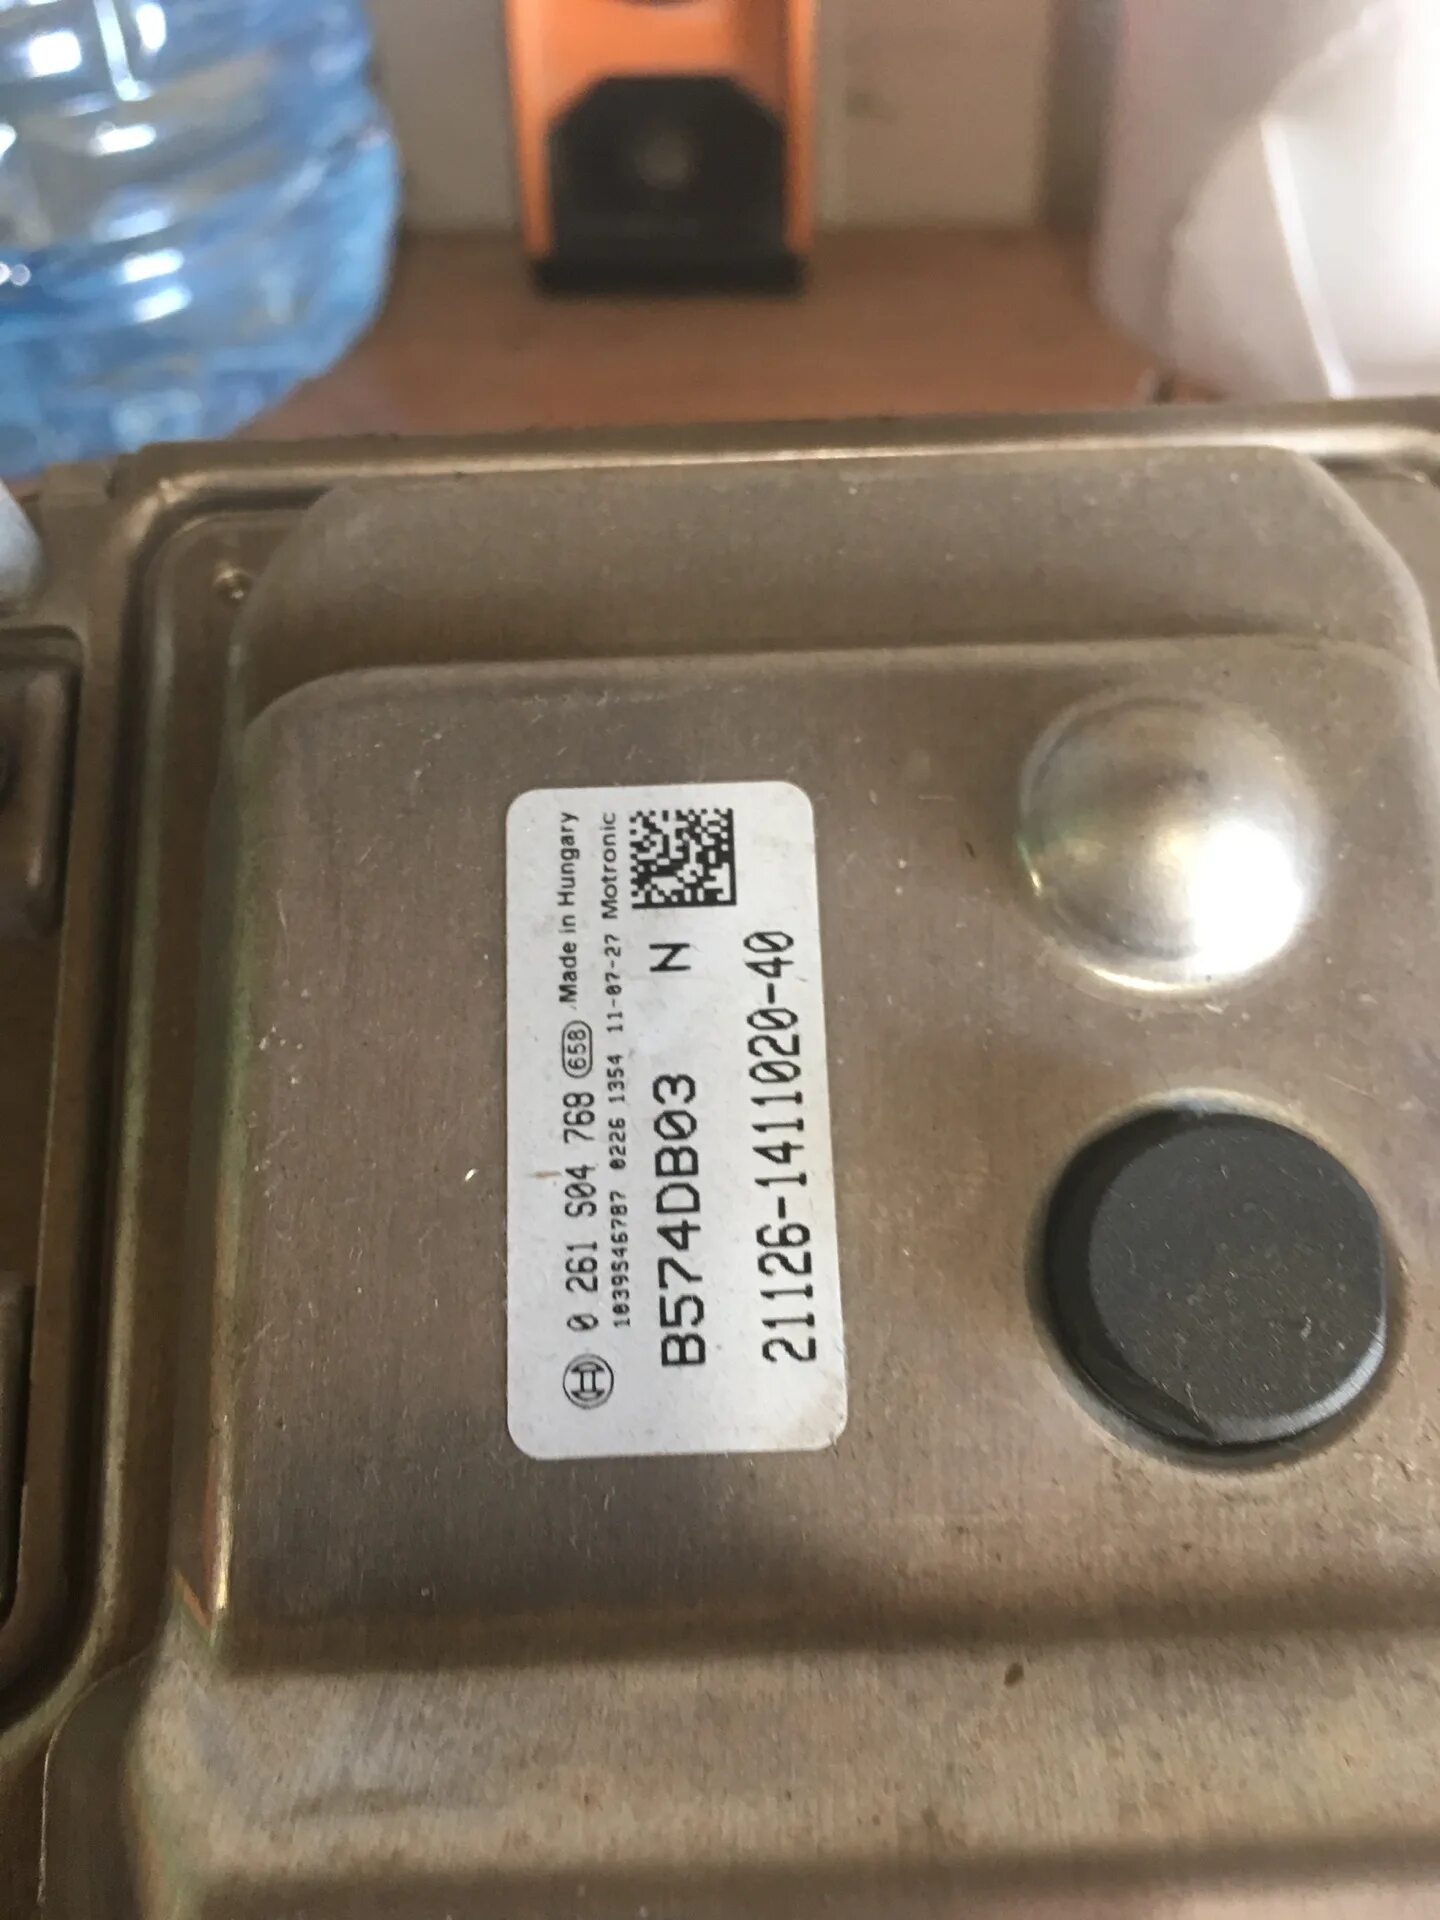 0 261 S04 768 658 Made in Hungary
1039S46787 0226 1354 11-07-27 Motronic
B574DB03 N
21126-1411020-40